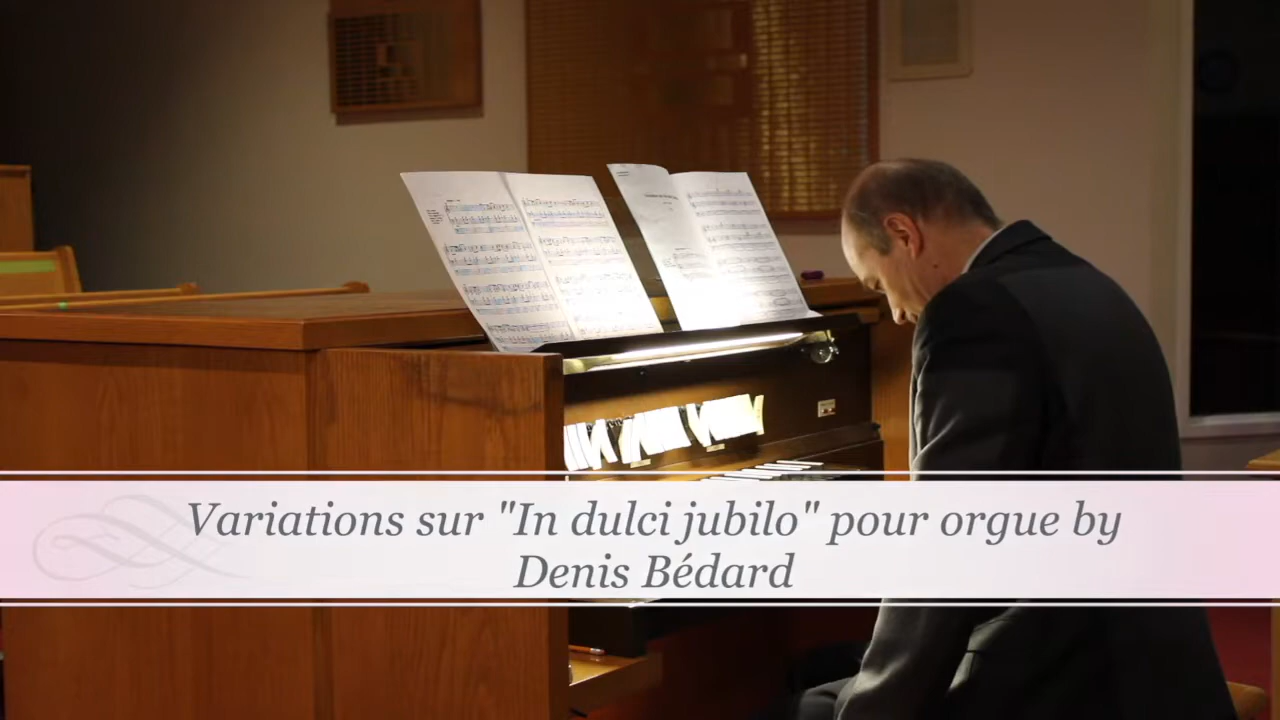 Variations sur "In dulci jubilo" pour orgue by
Denis Bédard